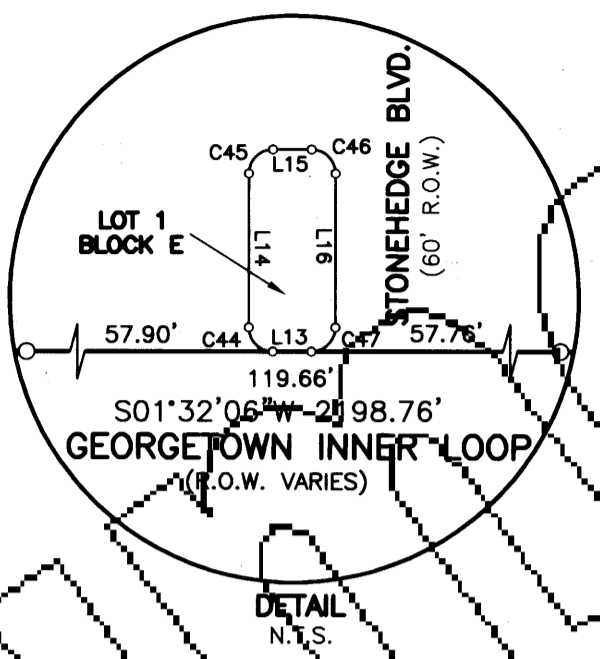 STONEHEDGE BLVD.
(60' R.O.W.)
C45
C46
L15
LOT 1
BLOCK E
L14
L16
57.90'
C44
L13
C47
57.76'
119.66'
S01°32'06"W 2198.76'
GEORGETOWN INNER LOOP
(R.O.W. VARIES)
DETAIL
N.T.S.